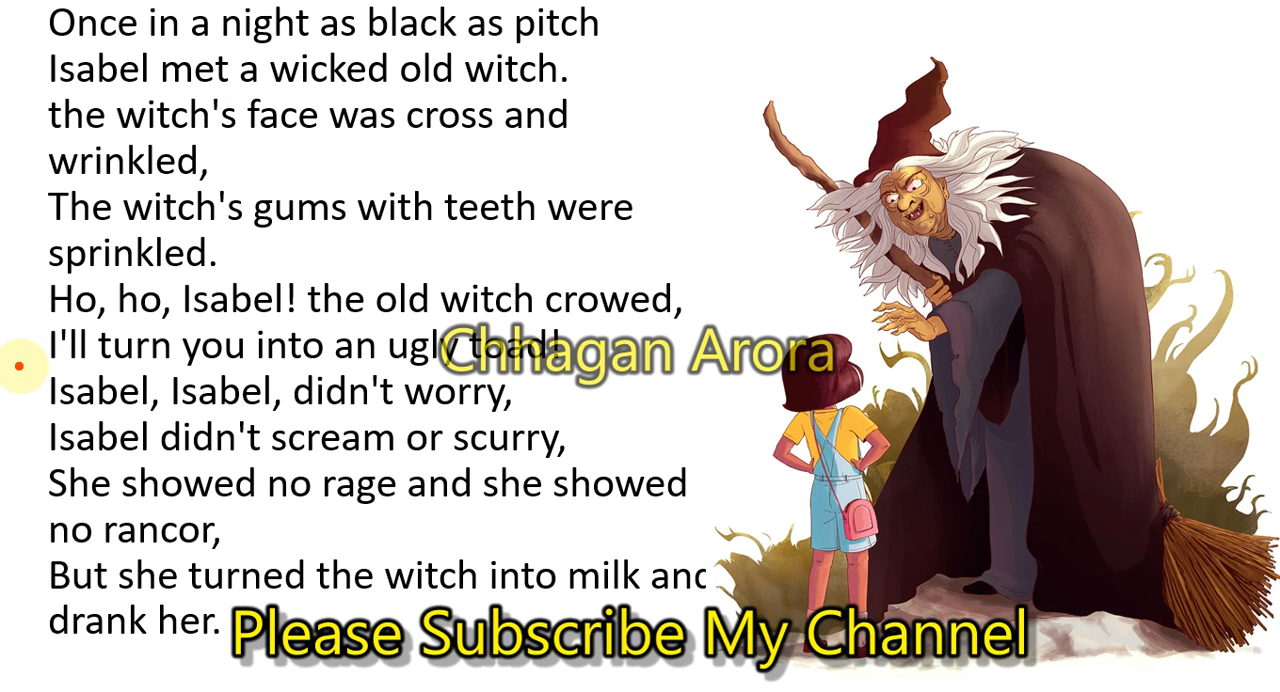 Once in a night as black as pitch
Isabel met a wicked old witch.
the witch's face was cross and
wrinkled,
The witch's gums with teeth were
sprinkled.
Ho, ho, Isabel! the old witch crowed,
I'll turn you into an ugly toad!
Chhagan Arora
Isabel, Isabel, didn't worry,
Isabel didn't scream or scurry,
She showed no rage and she showed
no rancor,
But she turned the witch into milk and
drank her.
Please Subscribe My Channel